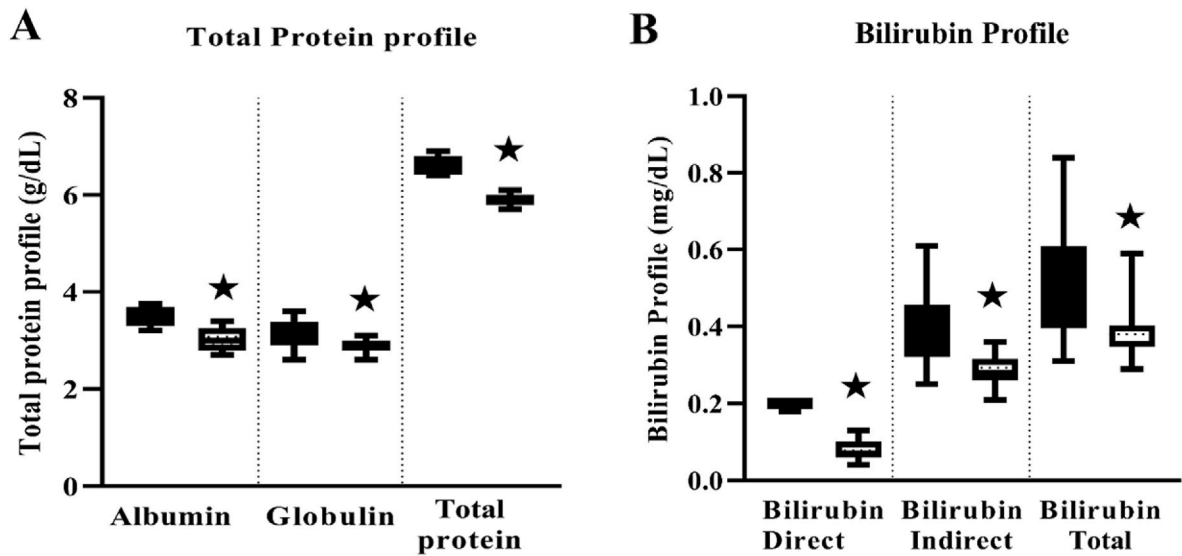 A
Total Protein profile
Total protein profile (g/dL)
8
6
4
2
0
Albumin
Globulin
Total
protein
B
Bilirubin Profile
Bilirubin Profile (mg/dL)
1.0
0.8
0.6
0.4
0.2
0.0
Bilirubin
Direct
Bilirubin
Indirect
Bilirubin
Total